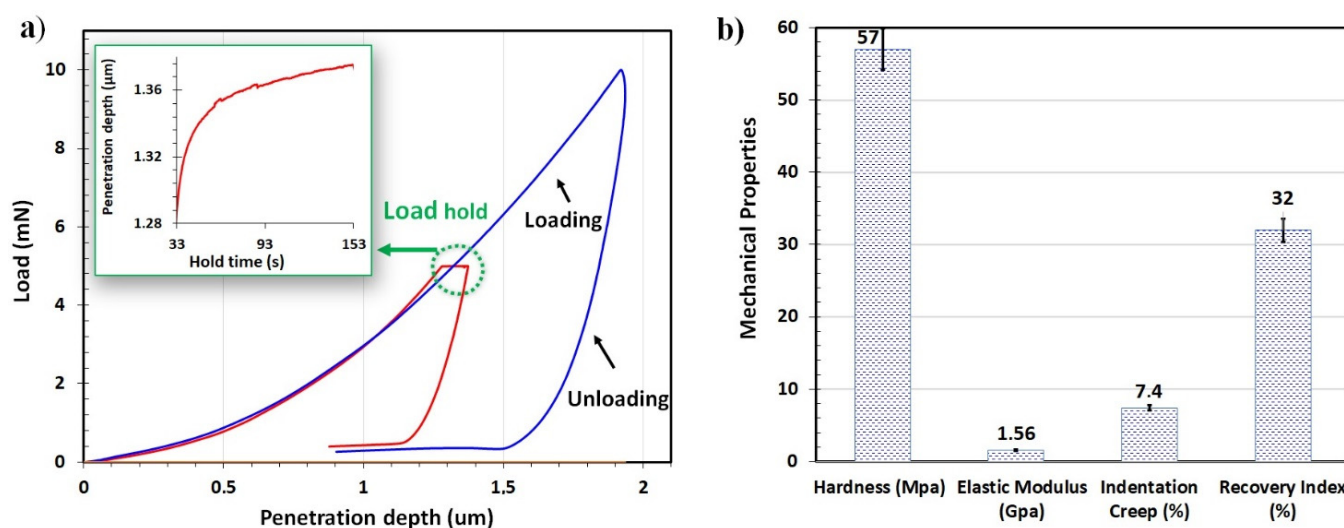 a)
Load (mN)
10
8
6
4
2
0
0
0.5
1
1.5
2
Penetration depth (um)
Penetration depth (µm)
1.36
1.32
1.28
33
93
153
Hold time (s)
Load hold
Loading
Unloading
b)
Mechanical Properties
60
50
40
30
20
10
0
57
1.56
7.4
32
Hardness (Mpa)
Elastic Modulus
(Gpa)
Indentation
Creep (%)
Recovery Index
(%)